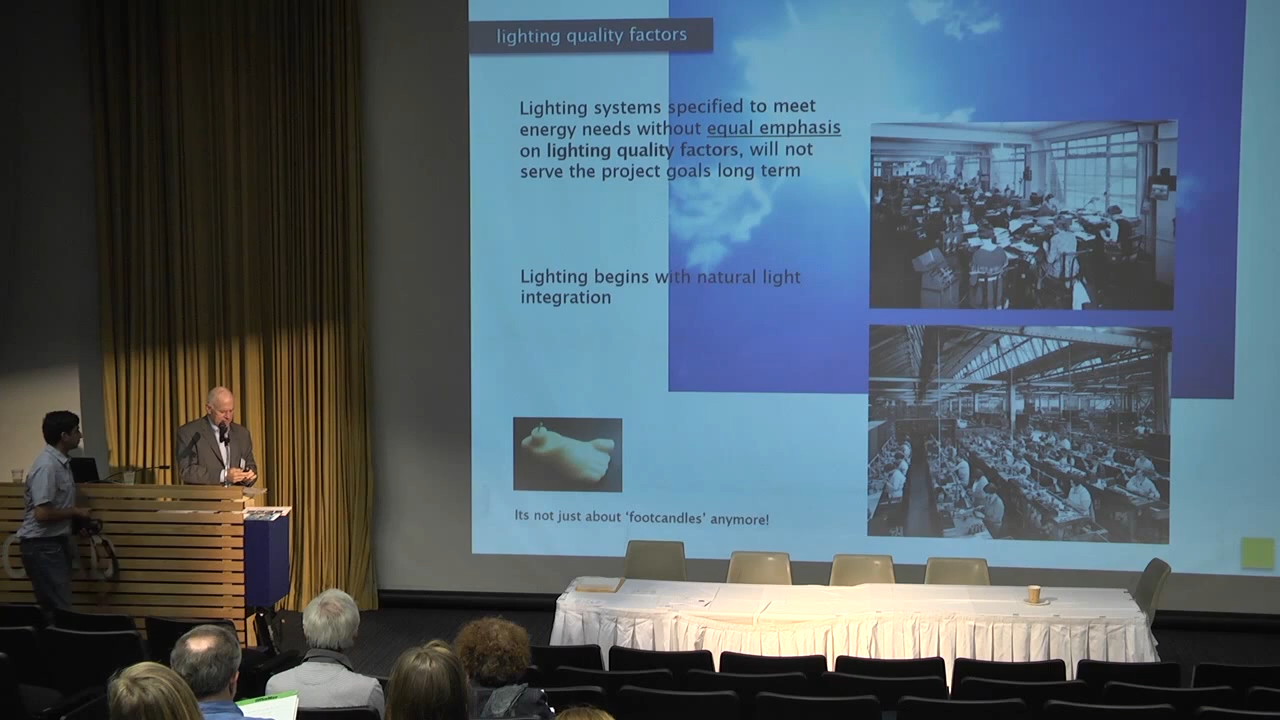 lighting quality factors
Lighting systems specified to meet
energy needs without equal emphasis
on lighting quality factors, will not
serve the project goals long term
Lighting begins with natural light
integration
Its not just about 'footcandles' anymore!